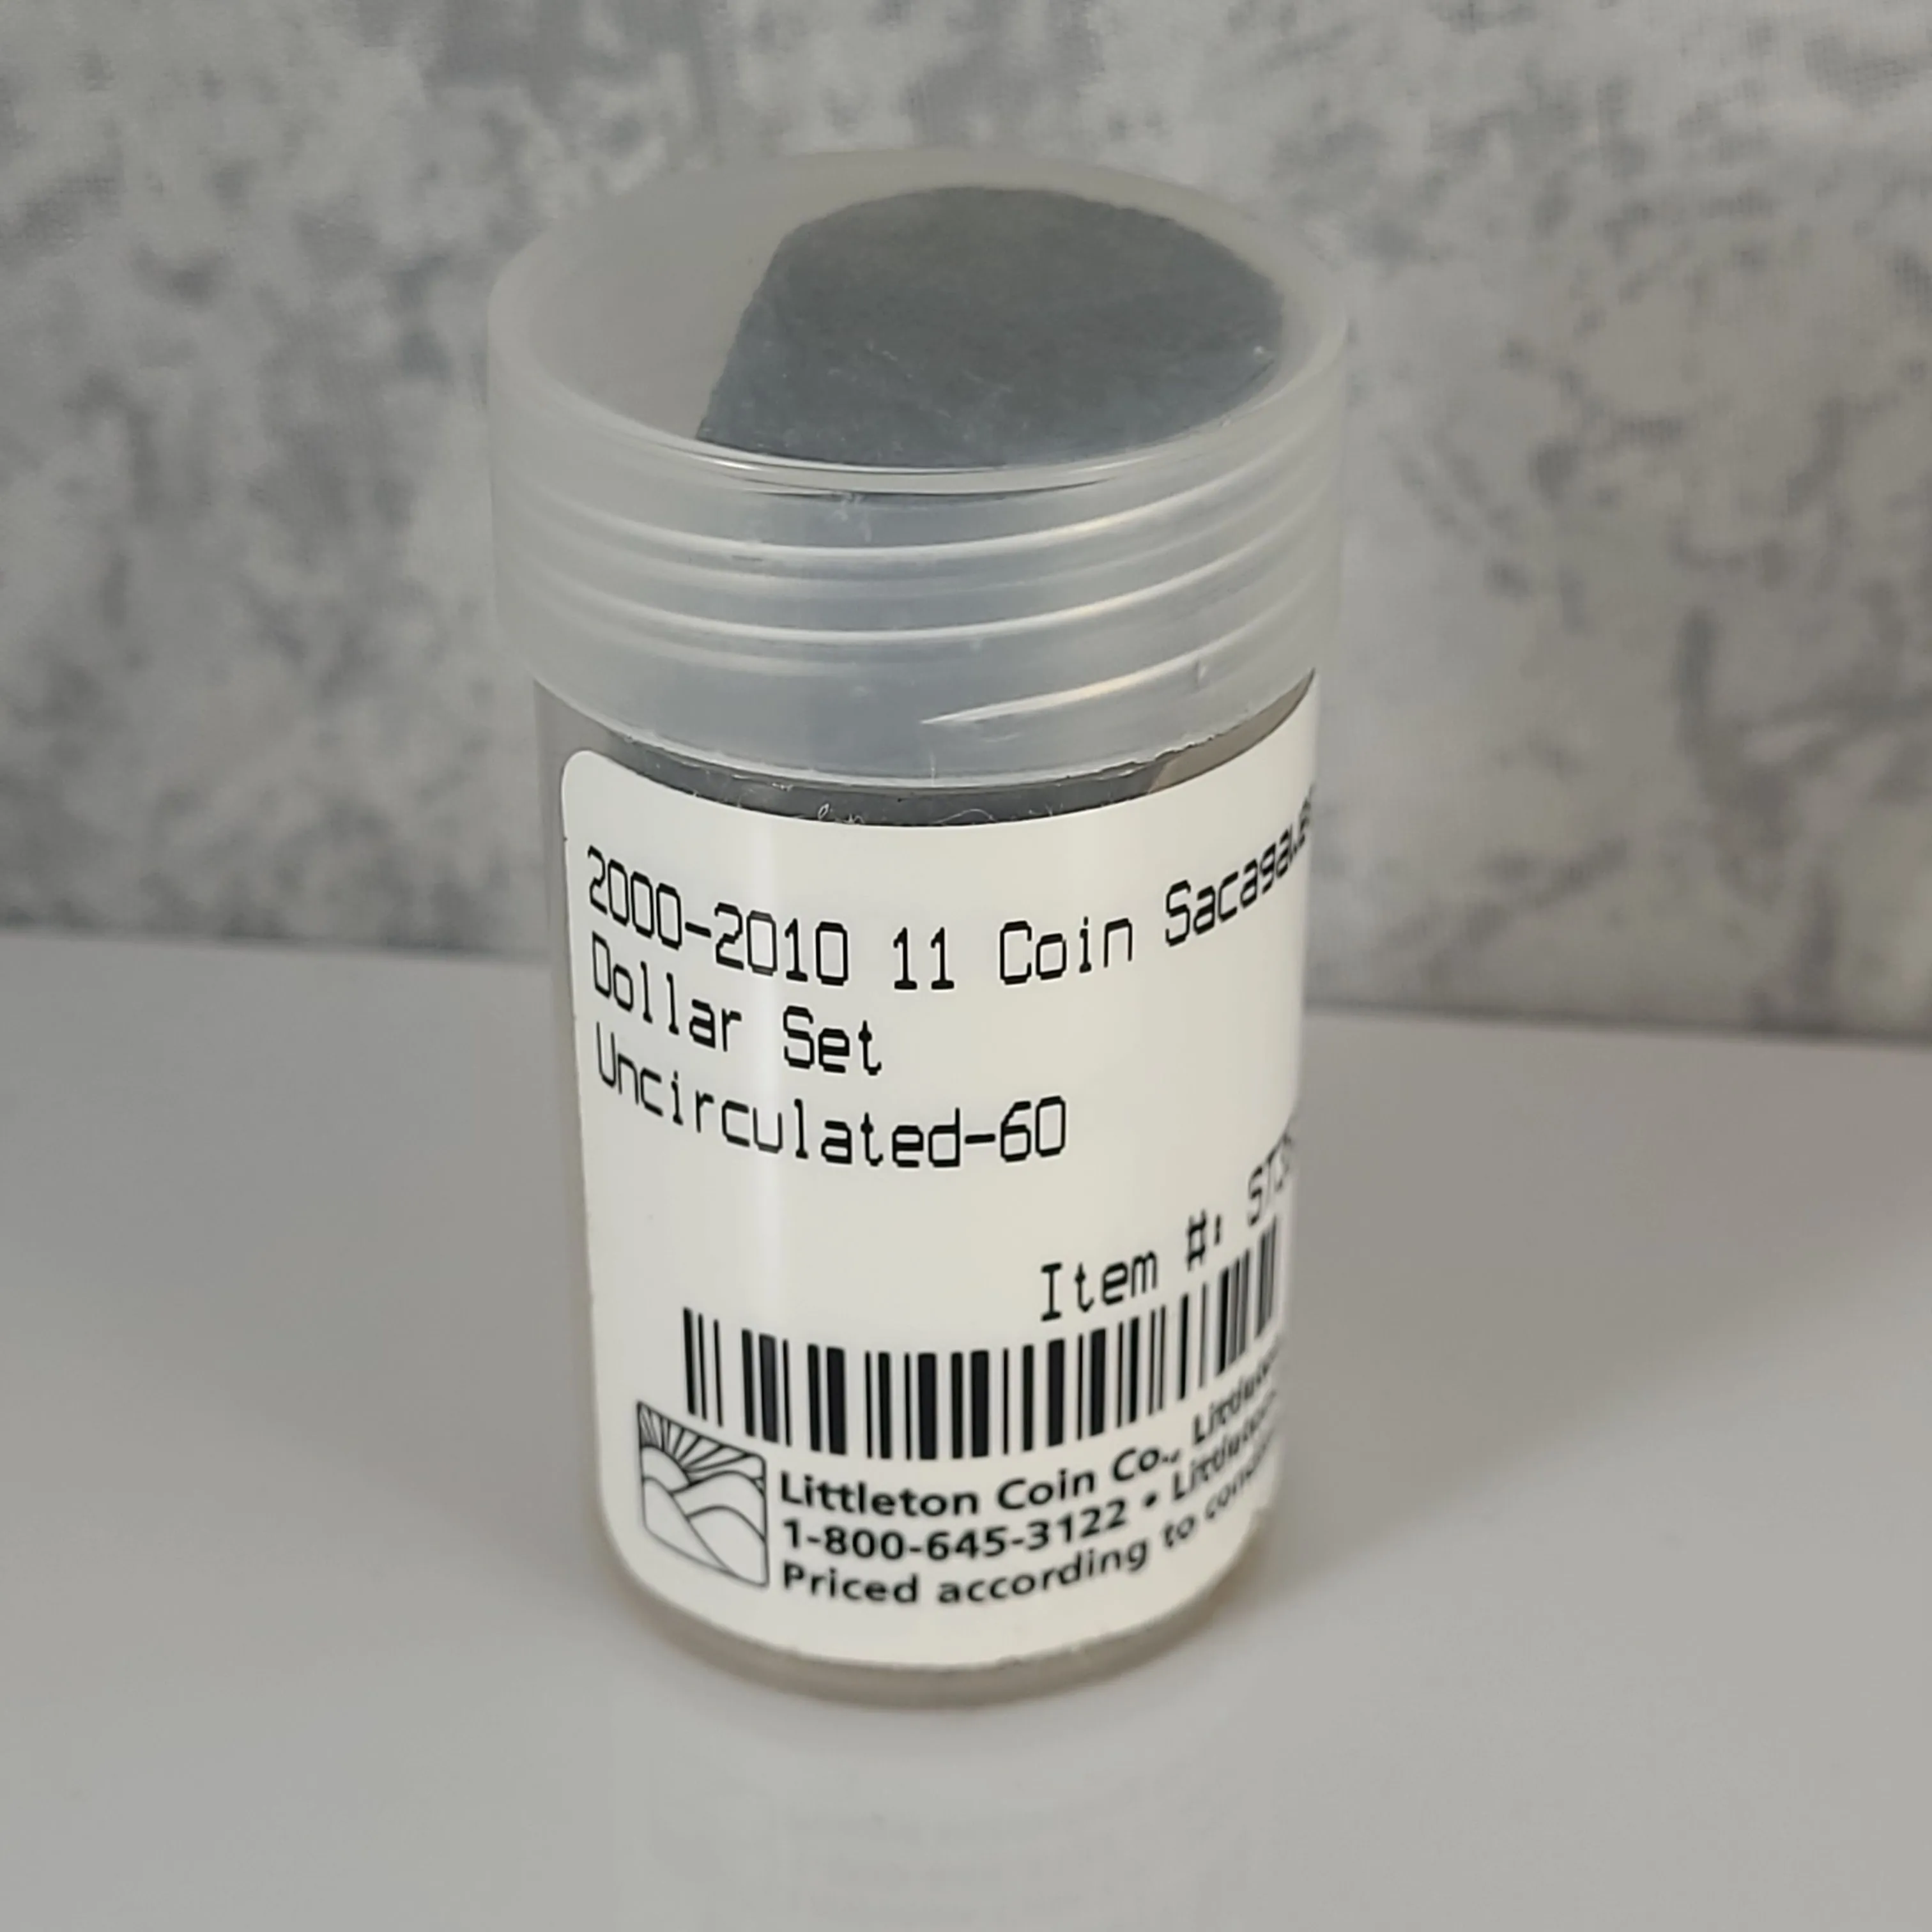 2000-2010 11 Coin
Dollar Set
Uncirculated-60
Item #:
Littleton Coin Co.,
1-800-645-3122 •
Priced according to